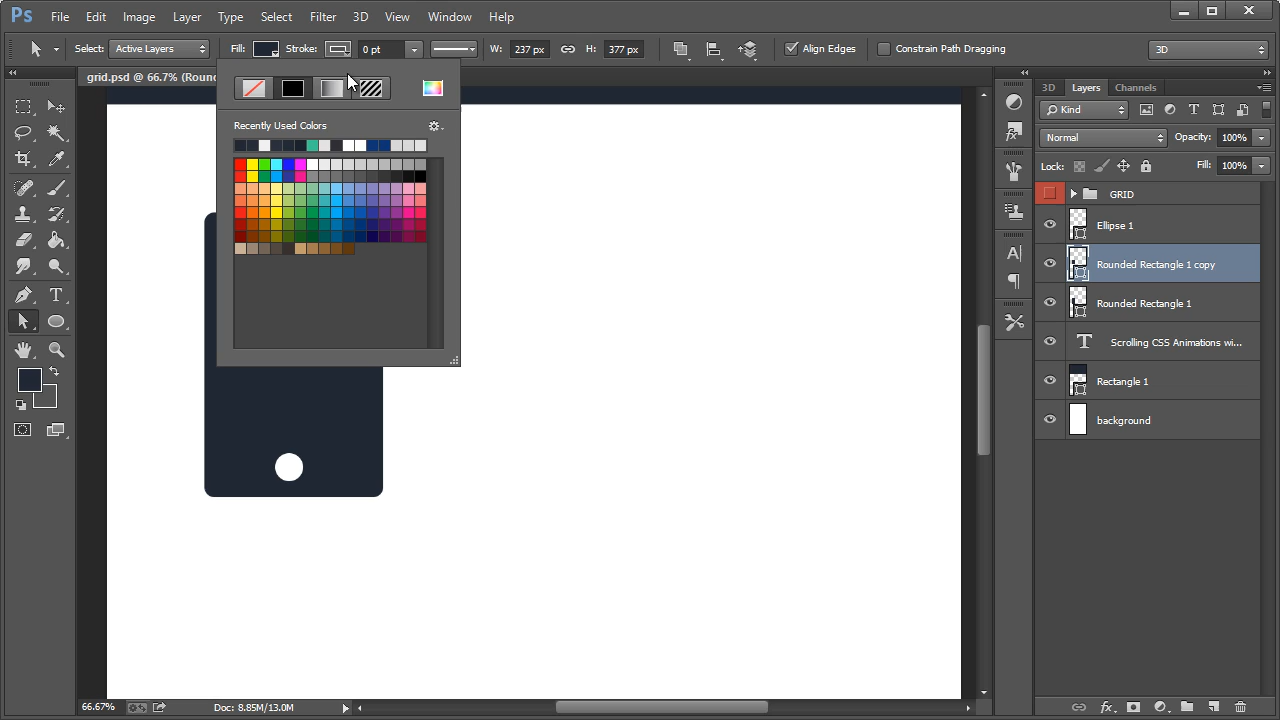 Ps File Edit Image Layer Type Select Filter 3D View Window Help
Select: Active Layers Fill: Stroke: 0 pt W: 237 px H: 377 px Align Edges Constrain Path Dragging 3D
grid.psd @ 66.7% (Roun
Recently Used Colors
3D Layers Channels
Kind
Normal Opacity: 100%
Lock: Fill: 100%
GRID
Ellipse 1
Rounded Rectangle 1 copy
Rounded Rectangle 1
Scrolling CSS Animations wi...
Rectangle 1
background
66.67% Doc: 8.85M/13.0M